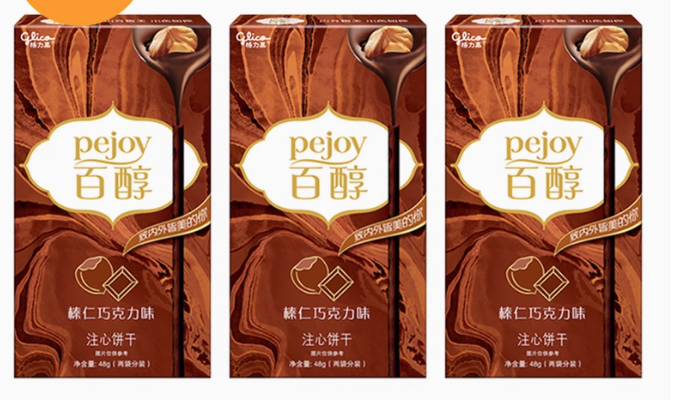 Glico
格力高
pejoy
百醇
致内外皆美的你
榛仁巧克力味
注心饼干
图片仅供参考
净含量: 48g (两袋分装)
Glico
格力高
pejoy
百醇
致内外皆美的你
榛仁巧克力味
注心饼干
图片仅供参考
净含量: 48g (两袋分装)
Glico
格力高
pejoy
百醇
致内外皆美的你
榛仁巧克力味
注心饼干
图片仅供参考
净含量: 48g (两袋分装)